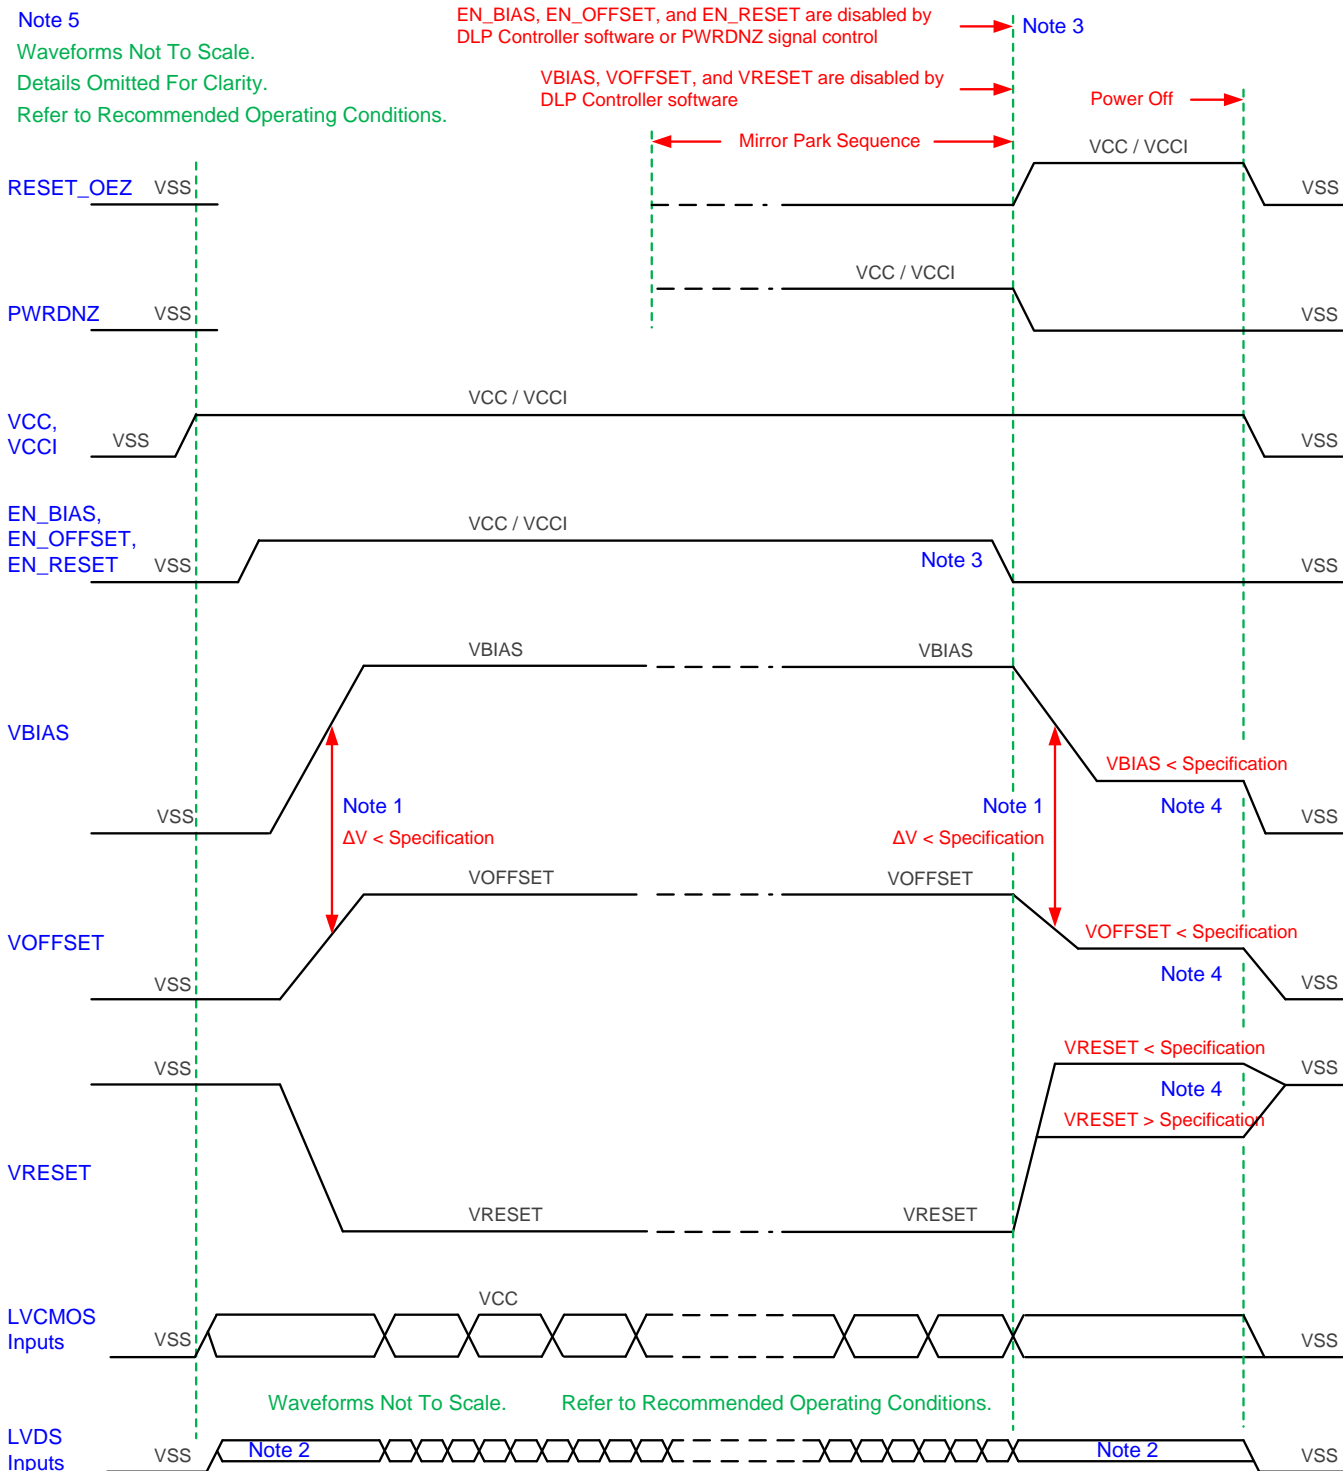 Note 5
Waveforms Not To Scale.
Details Omitted For Clarity.
Refer to Recommended Operating Conditions.
EN_BIAS, EN_OFFSET, and EN_RESET are disabled by
DLP Controller software or PWRDNZ signal control
Note 3
VBIAS, VOFFSET, and VRESET are disabled by
DLP Controller software
Power Off
Mirror Park Sequence
VCC / VCCI
RESET_OEZ
VSS
VSS
VCC / VCCI
PWRDNZ
VSS
VSS
VCC / VCCI
VCC,
VCCI
VSS
VSS
EN_BIAS,
EN_OFFSET,
EN_RESET
VSS
VCC / VCCI
Note 3
VSS
VBIAS
VBIAS
VBIAS
VBIAS < Specification
Note 1
ΔV < Specification
Note 1
ΔV < Specification
Note 4
VSS
VSS
VOFFSET
VOFFSET
VOFFSET
VOFFSET < Specification
Note 4
VSS
VSS
VRESET < Specification
VSS
VSS
Note 4
VRESET > Specification
VRESET
VRESET
VRESET
VCC
LVCMOS
Inputs
VSS
VSS
Waveforms Not To Scale.
Refer to Recommended Operating Conditions.
LVDS
Inputs
VSS
Note 2
Note 2
VSS